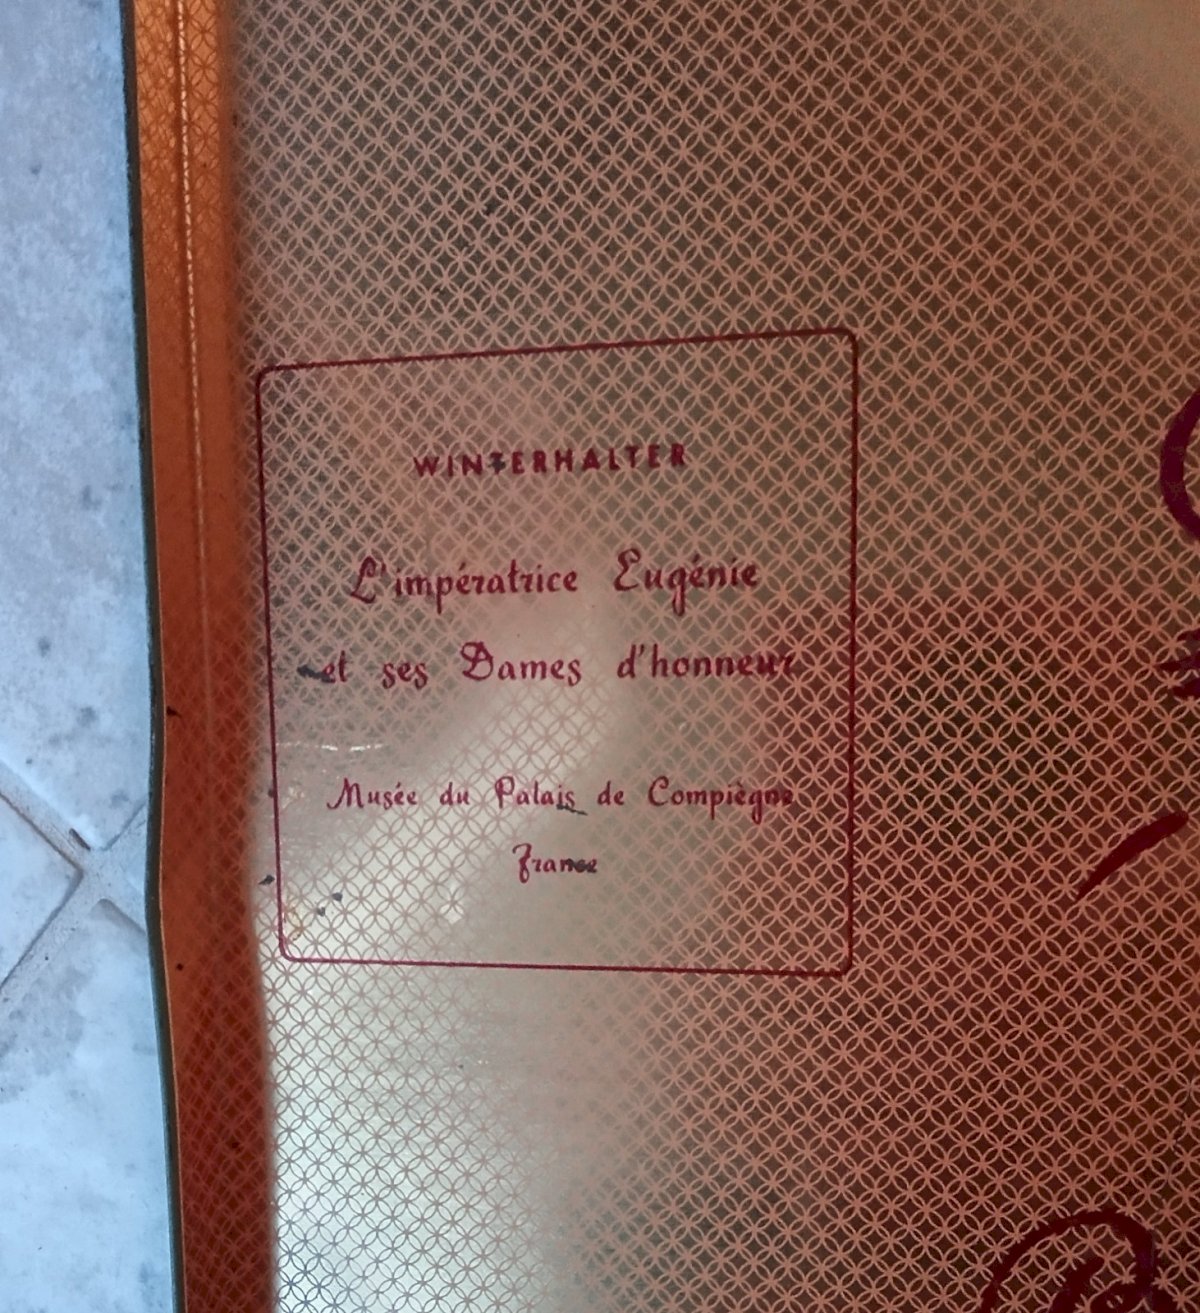 WINTERHALTER
L'impératrice Eugénie
et ses Dames d'honneur
Musée du Palais de Compiègne
France